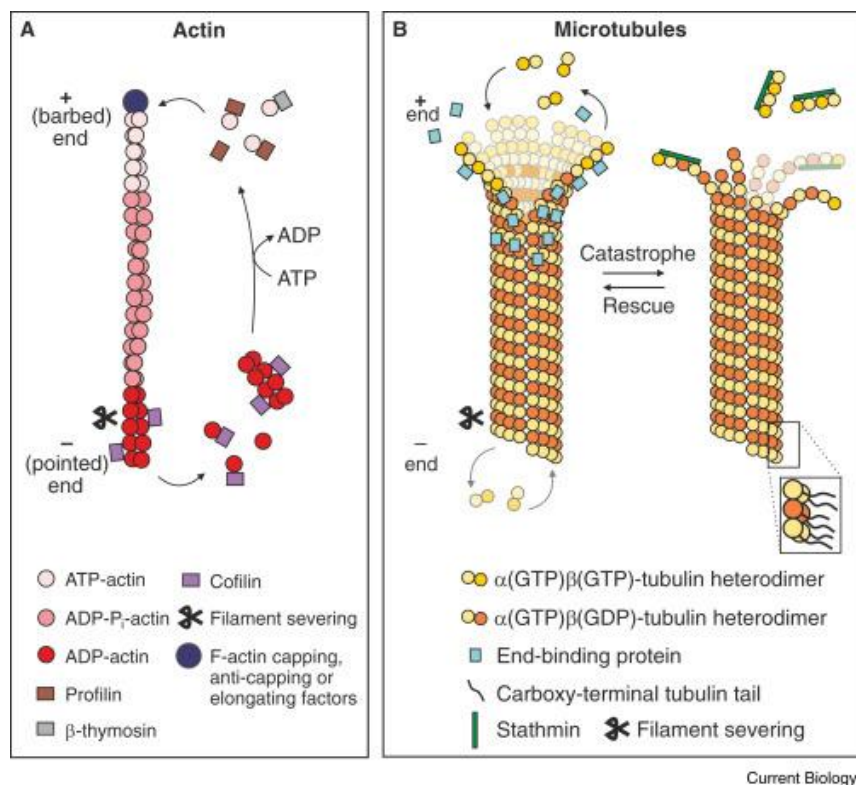 A
Actin
+
(barbed)
end
ADP
ATP
−
(pointed)
end
ATP-actin
ADP-Pi-actin
ADP-actin
Profilin
β-thymosin
Cofilin
Filament severing
F-actin capping,
anti-capping or
elongating factors
B
Microtubules
+
end
Catastrophe
Rescue
−
end
α(GTP)β(GTP)-tubulin heterodimer
α(GTP)β(GDP)-tubulin heterodimer
End-binding protein
Carboxy-terminal tubulin tail
Stathmin
Filament severing
Current Biology